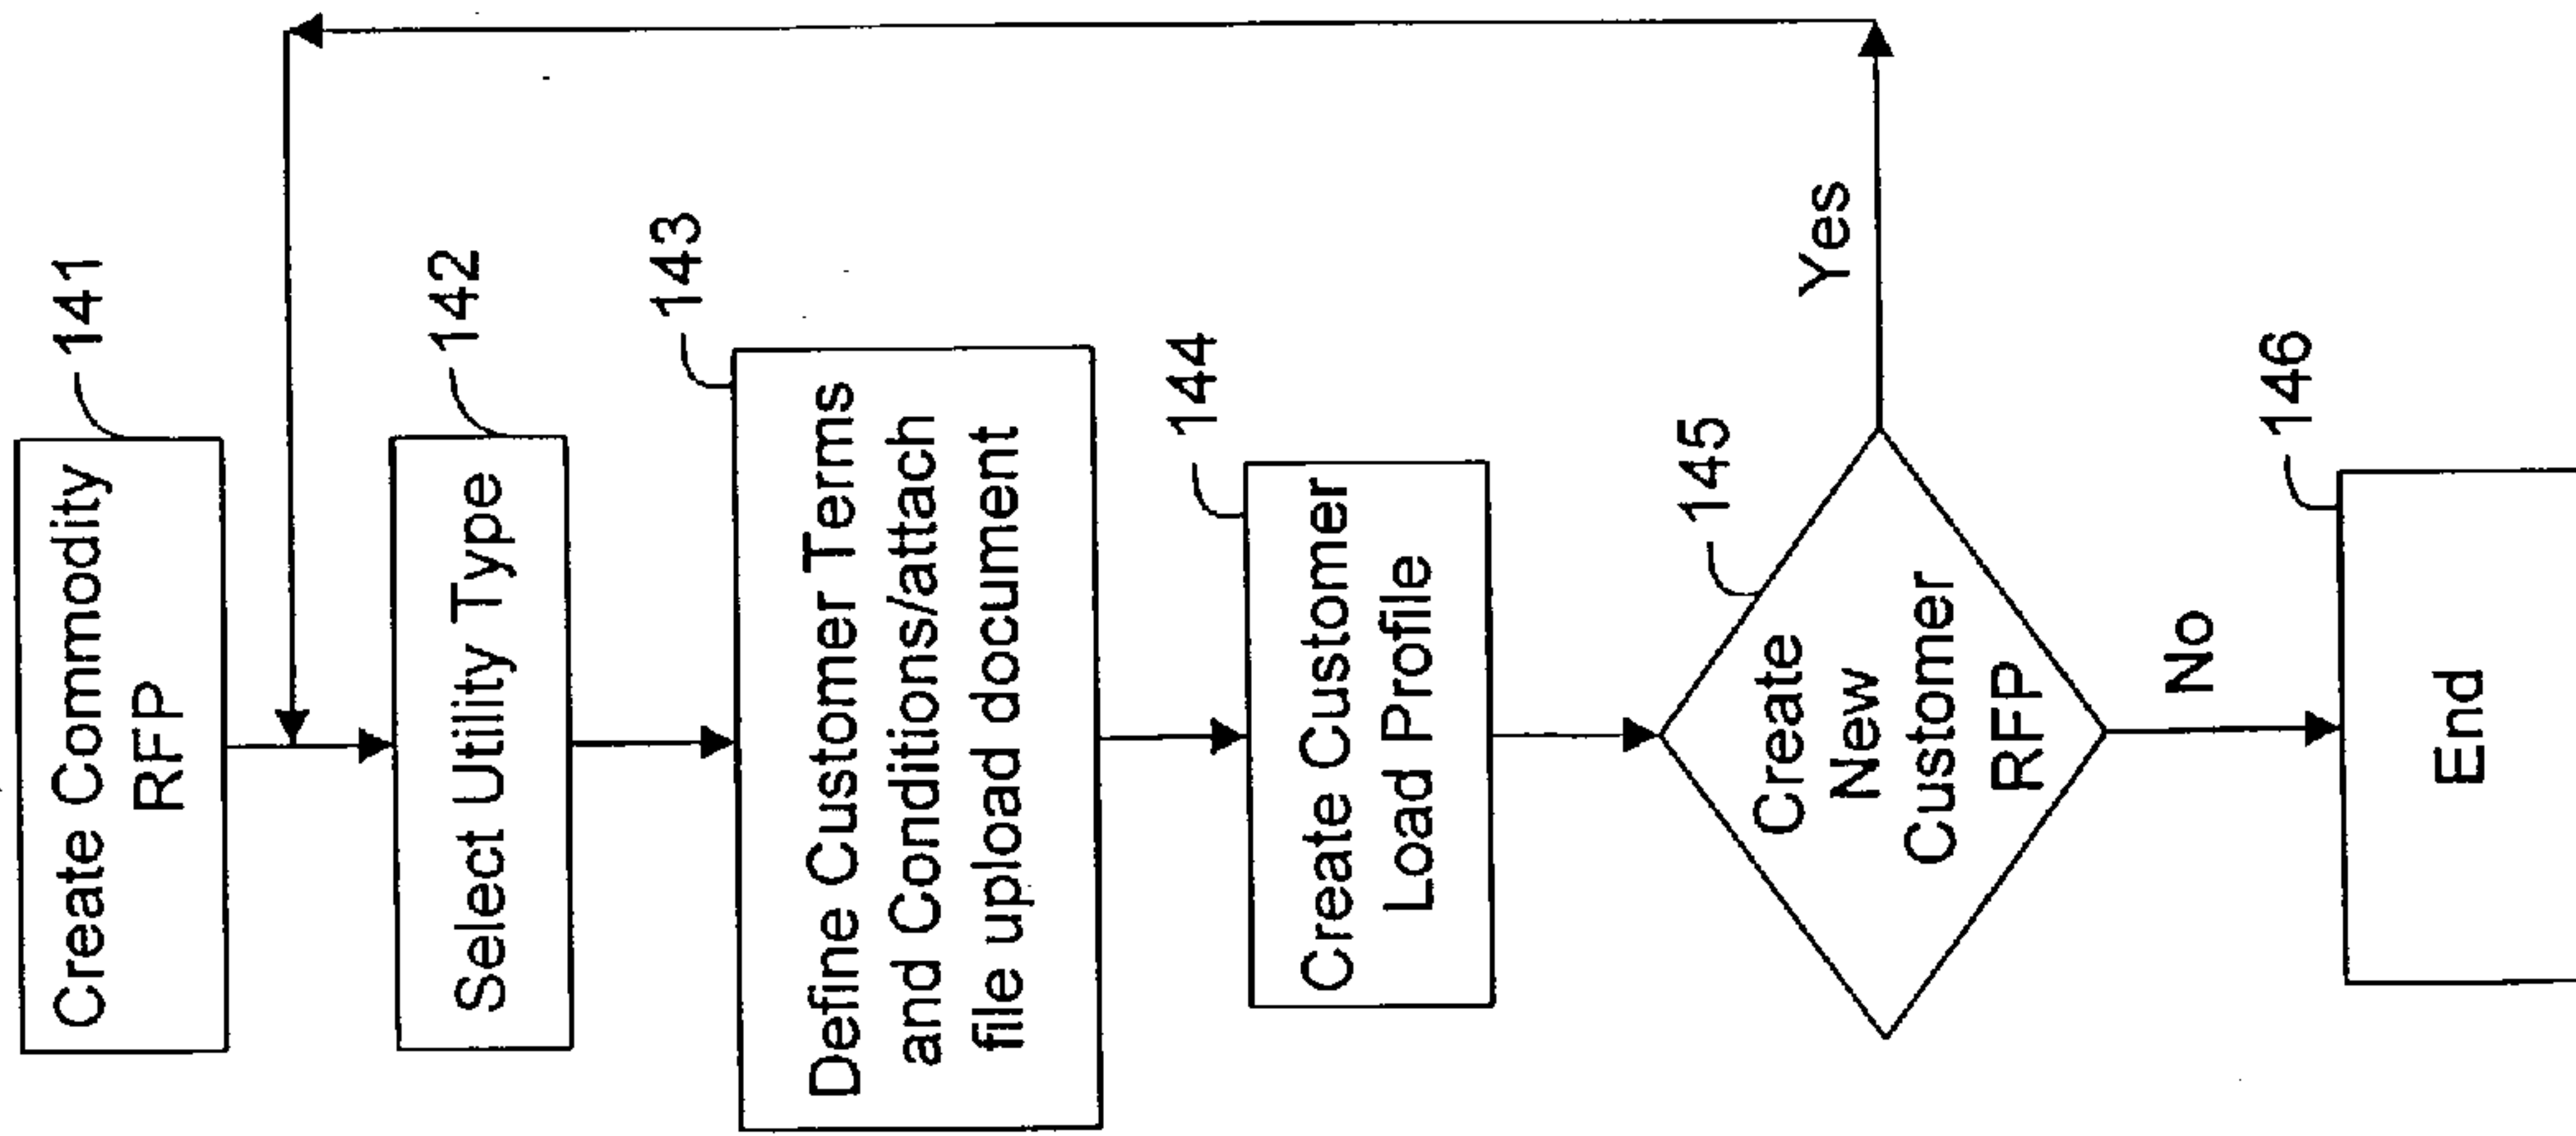 Create Commodity
RFP
141
Select Utility Type
142
Define Customer Terms
and Conditions/attach
file upload document
143
Create Customer
Load Profile
144
Create
New
Customer
RFP
145
Yes
No
End
146